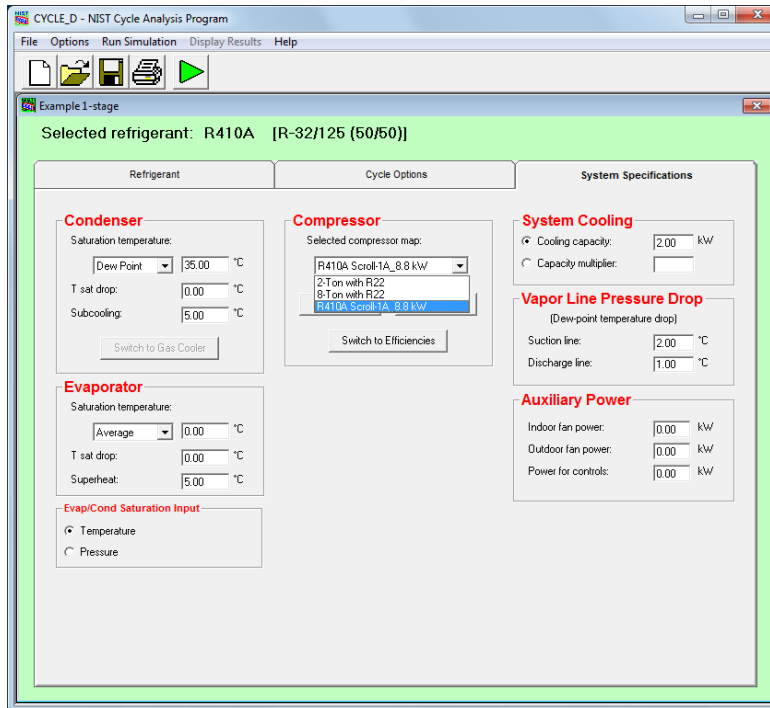 CYCLE_D - NIST Cycle Analysis Program
File Options Run Simulation Display Results Help
Example 1-stage
Selected refrigerant: R410A [R-32/125 (50/50)]
Refrigerant
Cycle Options
System Specifications
Condenser
Saturation temperature:
Dew Point 35.00 °C
T sat drop: 0.00 °C
Subcooling: 5.00 °C
Switch to Gas Cooler
Evaporator
Saturation temperature:
Average 0.00 °C
T sat drop: 0.00 °C
Superheat: 5.00 °C
Evap/Cond Saturation Input
Temperature
Pressure
Compressor
Selected compressor map:
R410A Scroll-1A_8.8 kW
2-Ton with R22
8-Ton with R22
R410A Scroll-1A_8.8 kW
Switch to Efficiencies
System Cooling
Cooling capacity: 2.00 kW
Capacity multiplier:
Vapor Line Pressure Drop
(Dew-point temperature drop)
Suction line: 2.00 °C
Discharge line: 1.00 °C
Auxiliary Power
Indoor fan power: 0.00 kW
Outdoor fan power: 0.00 kW
Power for controls: 0.00 kW